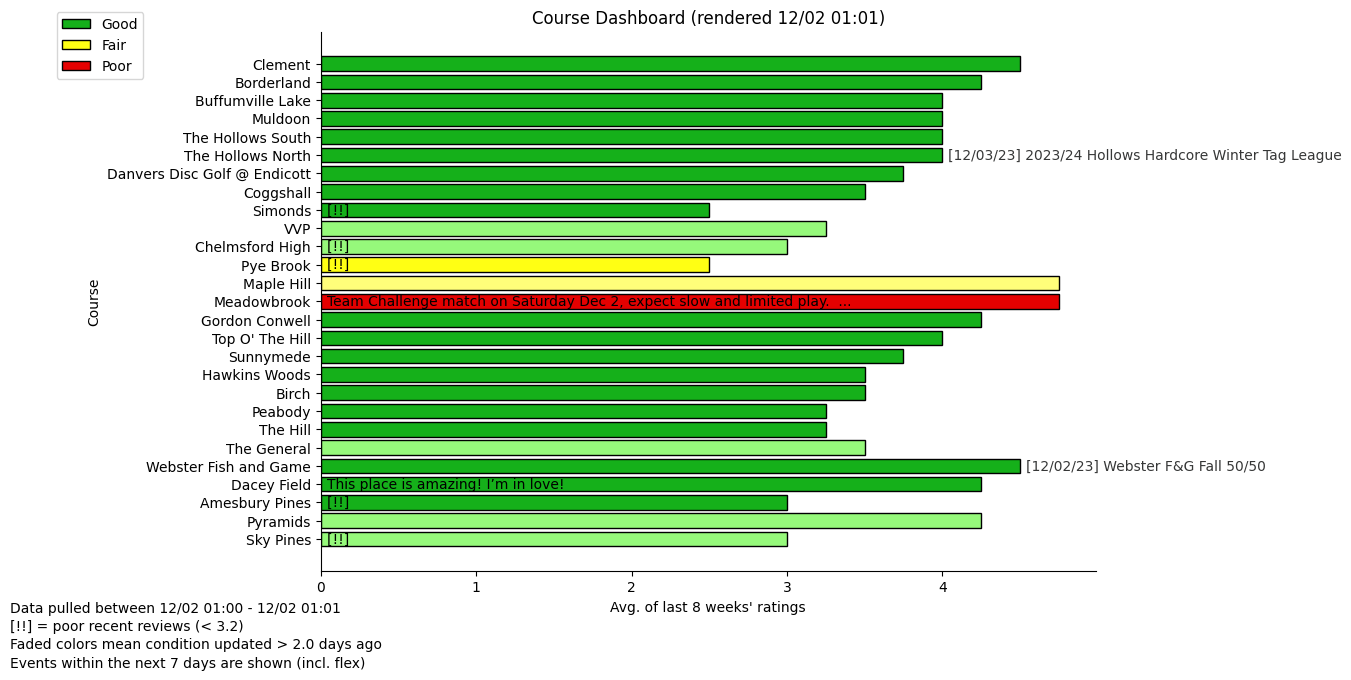 Course Dashboard (rendered 12/02 01:01)
Good
Fair
Poor
Course
Clement
Borderland
Buffumville Lake
Muldoon
The Hollows South
The Hollows North [12/03/23] 2023/24 Hollows Hardcore Winter Tag League
Danvers Disc Golf @ Endicott
Coggshall
Simonds [!!]
VVP
Chelmsford High [!!]
Pye Brook [!!]
Maple Hill
Meadowbrook Team Challenge match on Saturday Dec 2, expect slow and limited play. ...
Gordon Conwell
Top O' The Hill
Sunnymede
Hawkins Woods
Birch
Peabody
The Hill
The General
Webster Fish and Game [12/02/23] Webster F&G Fall 50/50
Dacey Field This place is amazing! I’m in love!
Amesbury Pines [!!]
Pyramids
Sky Pines [!!]
0 1 2 3 4
Avg. of last 8 weeks' ratings
Data pulled between 12/02 01:00 - 12/02 01:01
[!!] = poor recent reviews (< 3.2)
Faded colors mean condition updated > 2.0 days ago
Events within the next 7 days are shown (incl. flex)